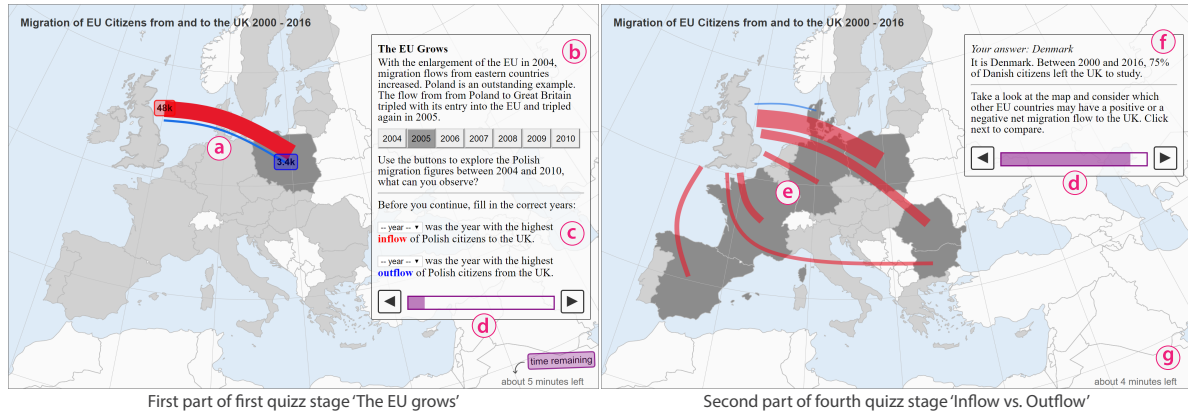 Migration of EU Citizens from and to the UK 2000 - 2016
48k
3.4k
a
b
The EU Grows
With the enlargement of the EU in 2004,
migration flows from eastern countries
increased. Poland is an outstanding example.
The flow from from Poland to Great Britain
tripled with its entry into the EU and tripled
again in 2005.
2004 2005 2006 2007 2008 2009 2010
Use the buttons to explore the Polish
migration figures between 2004 and 2010,
what can you observe?
Before you continue, fill in the correct years:
c
-- year -- ▾ was the year with the highest
inflow of Polish citizens to the UK.
-- year -- ▾ was the year with the highest
outflow of Polish citizens from the UK.
d
time remaining
about 5 minutes left
First part of first quizz stage 'The EU grows'
Migration of EU Citizens from and to the UK 2000 - 2016
e
f
Your answer: Denmark
It is Denmark. Between 2000 and 2016, 75%
of Danish citizens left the UK to study.
Take a look at the map and consider which
other EU countries may have a positive or a
negative net migration flow to the UK. Click
next to compare.
d
g
about 4 minutes left
Second part of fourth quizz stage 'Inflow vs. Outflow'